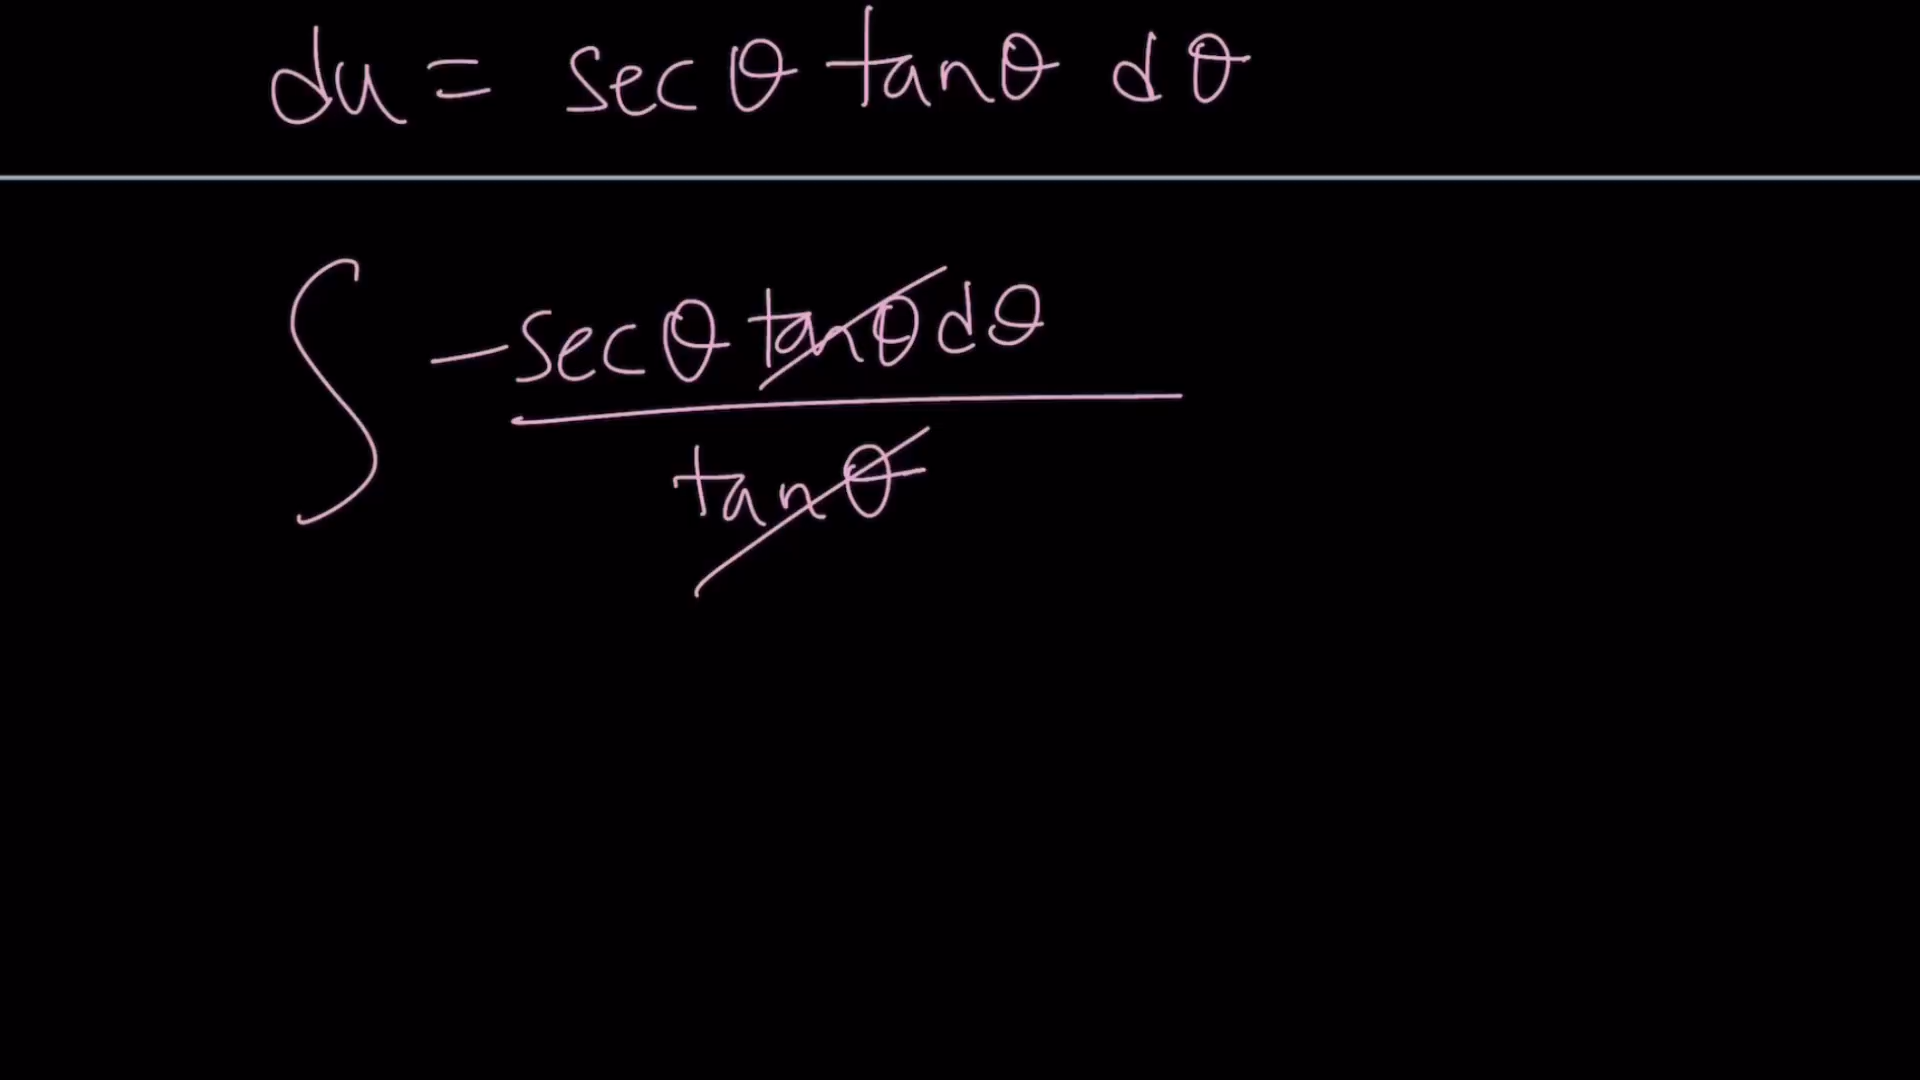 du = secθ tanθ dθ
∫ -secθ tanθ dθ
tanθ